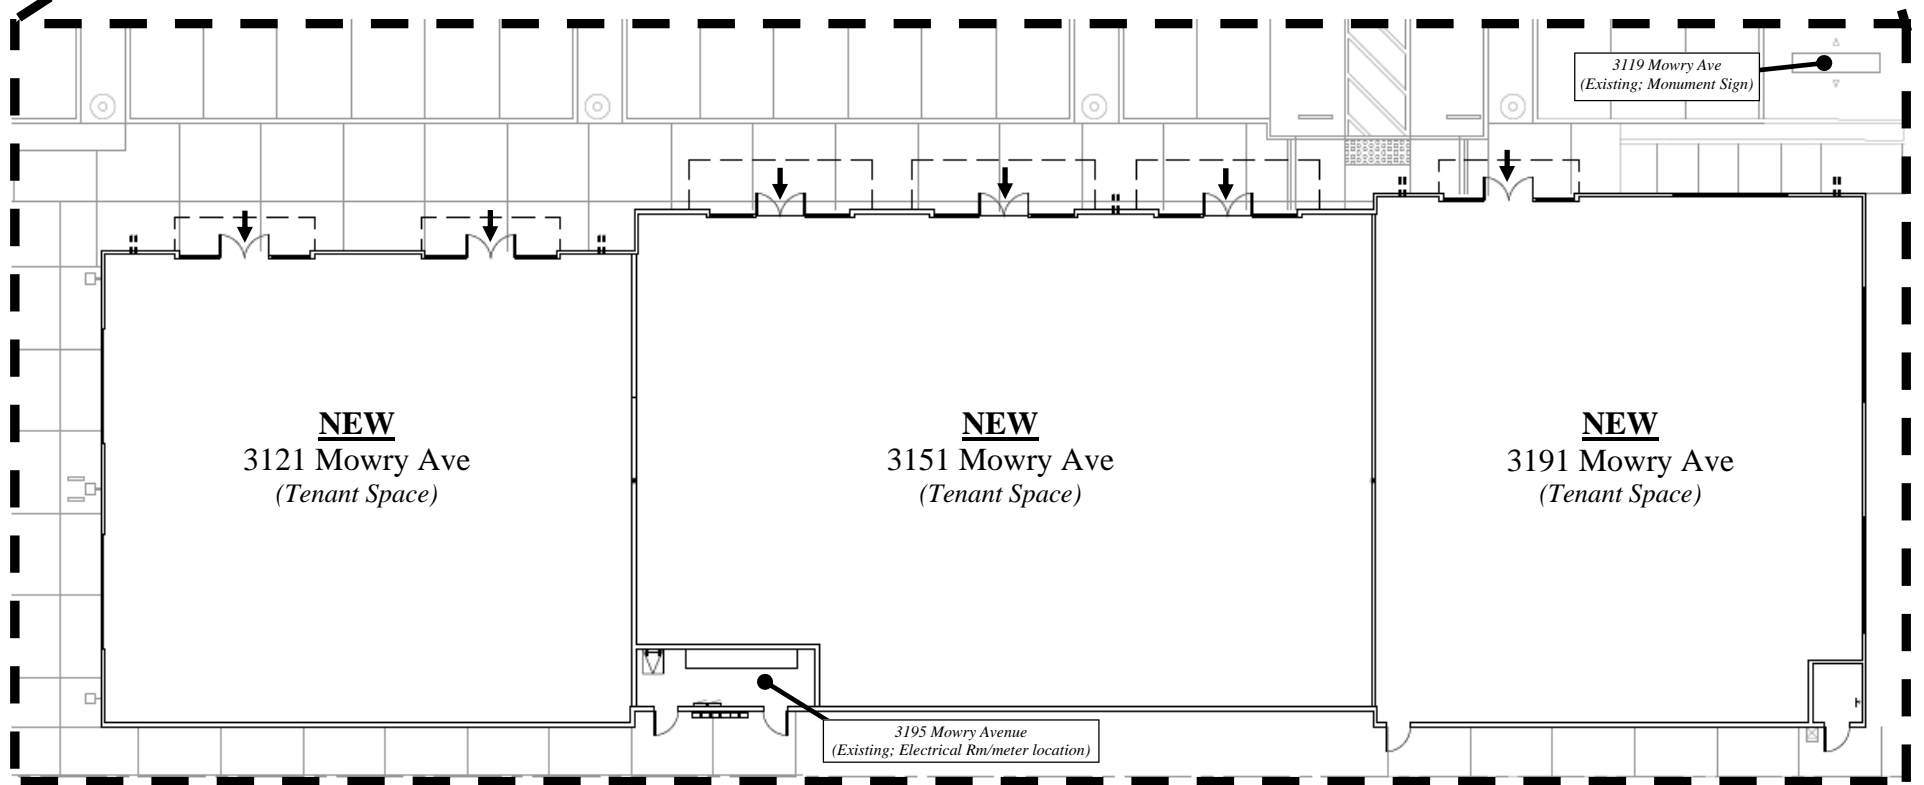 3119 Mowry Ave
(Existing; Monument Sign)
NEW
3121 Mowry Ave
(Tenant Space)
NEW
3151 Mowry Ave
(Tenant Space)
NEW
3191 Mowry Ave
(Tenant Space)
3195 Mowry Avenue
(Existing; Electrical Rm/meter location)